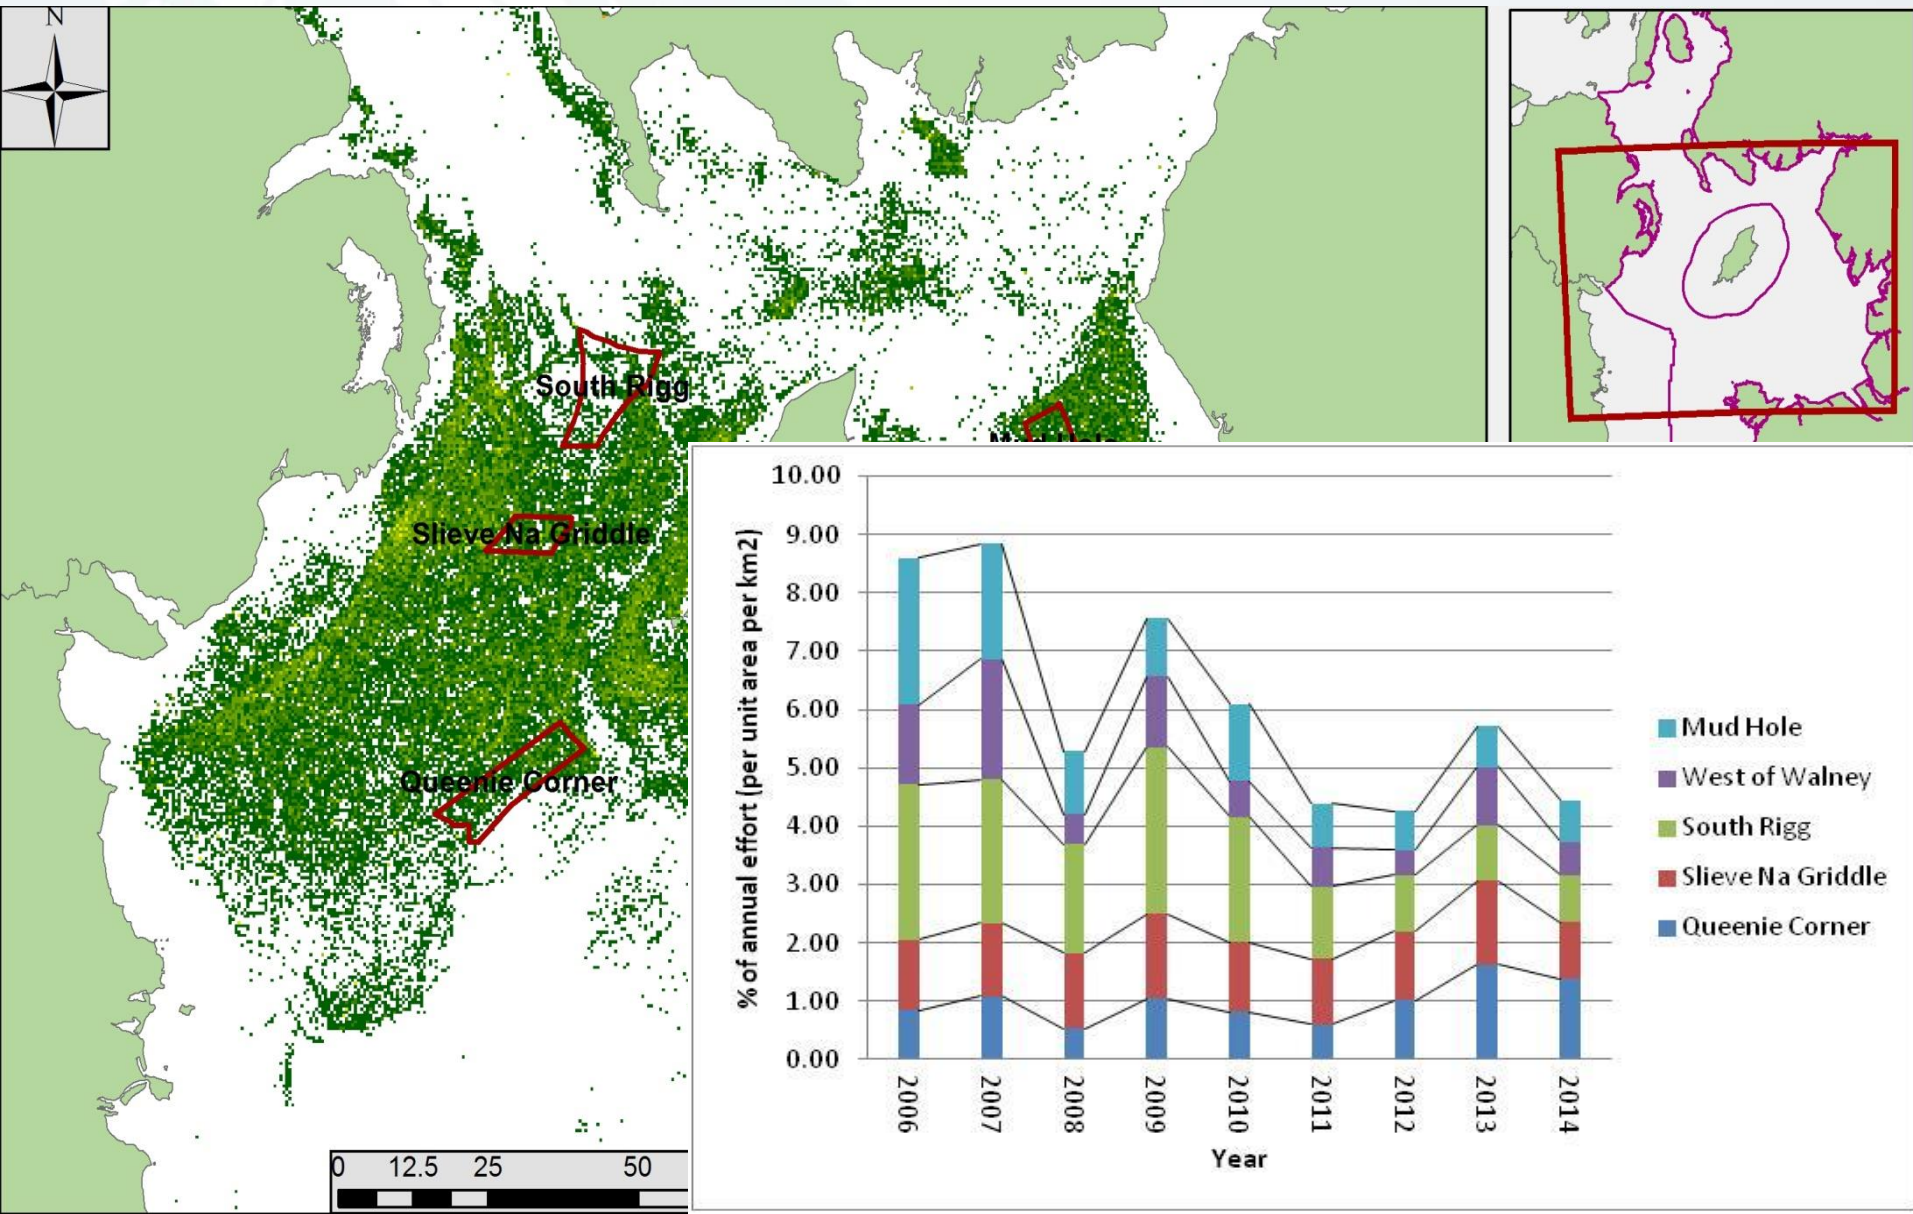 N
South Rigg
Mud Hole
Slieve Na Griddle
Queenie Corner
0 12.5 25 50
10.00
9.00
8.00
7.00
6.00
5.00
4.00
3.00
2.00
1.00
0.00
% of annual effort (per unit area per km2)
2006 2007 2008 2009 2010 2011 2012 2013 2014
Year
Mud Hole
West of Walney
South Rigg
Slieve Na Griddle
Queenie Corner